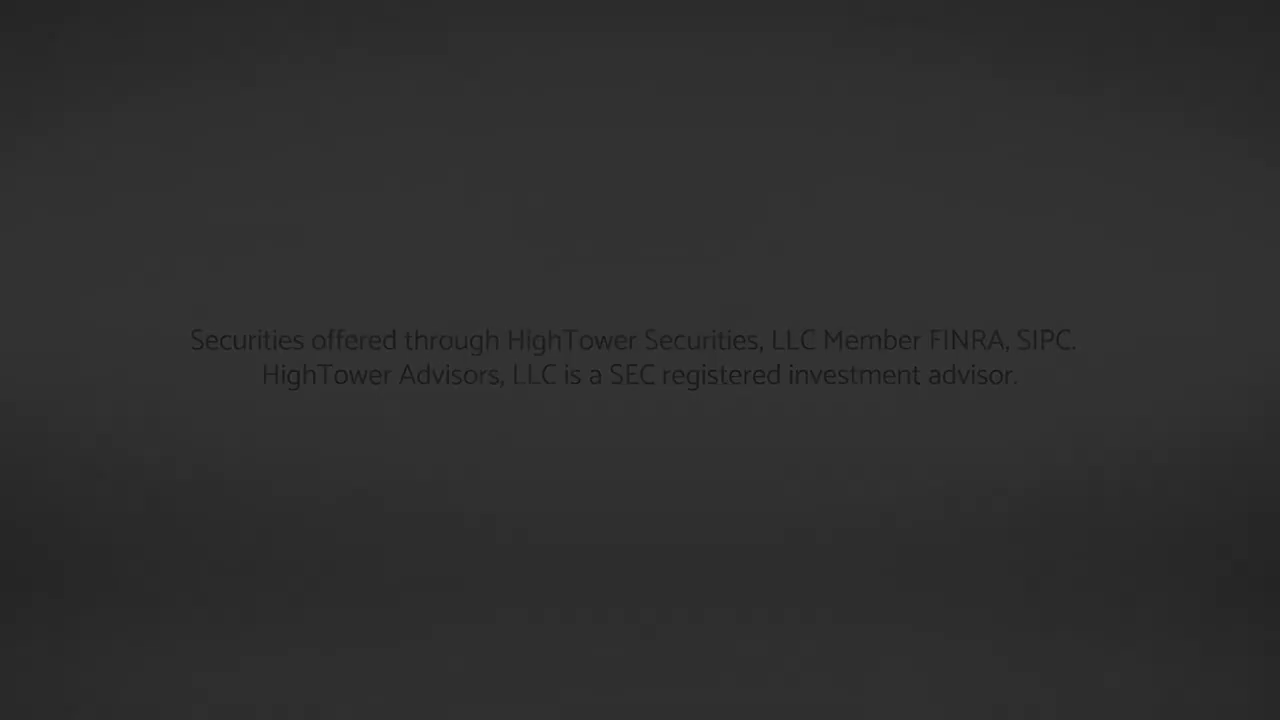 Securities offered through HighTower Securities, LLC Member FINRA, SIPC.
HighTower Advisors, LLC is a SEC registered investment advisor.